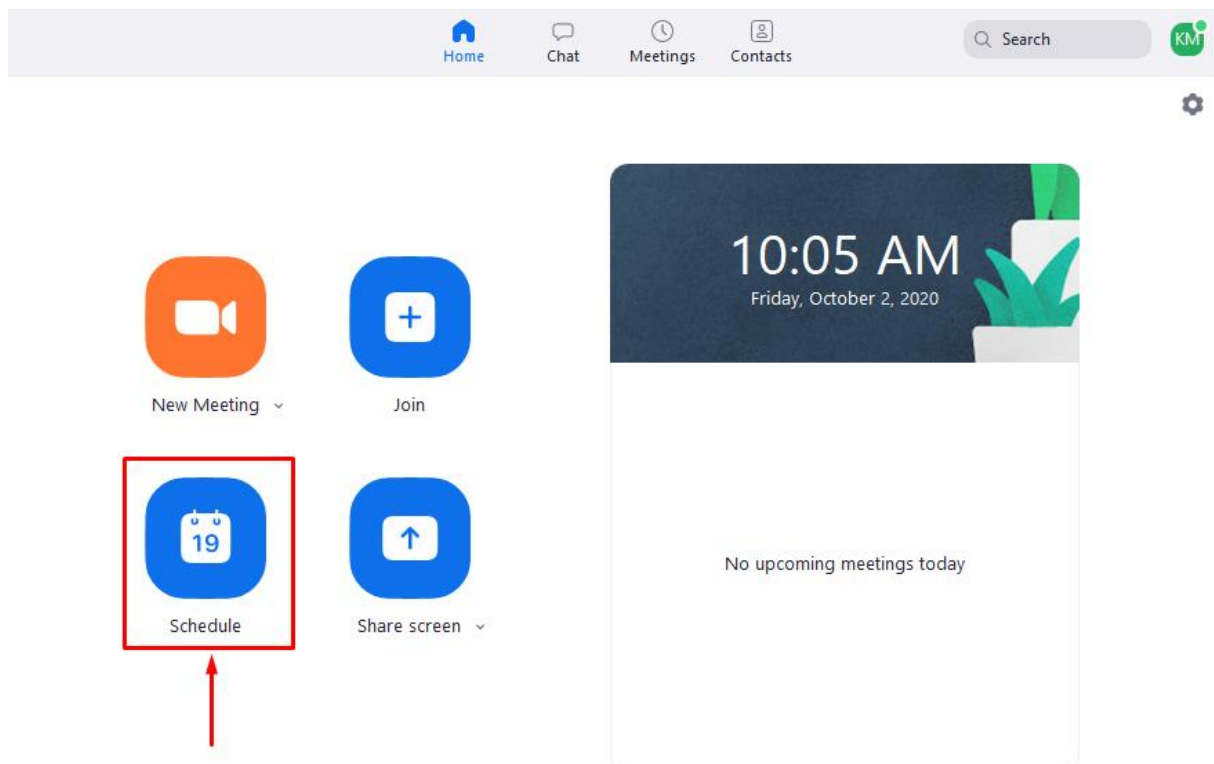 Home
Chat
Meetings
Contacts
Search
KM
10:05 AM
Friday, October 2, 2020
New Meeting
Join
19
Schedule
Share screen
No upcoming meetings today